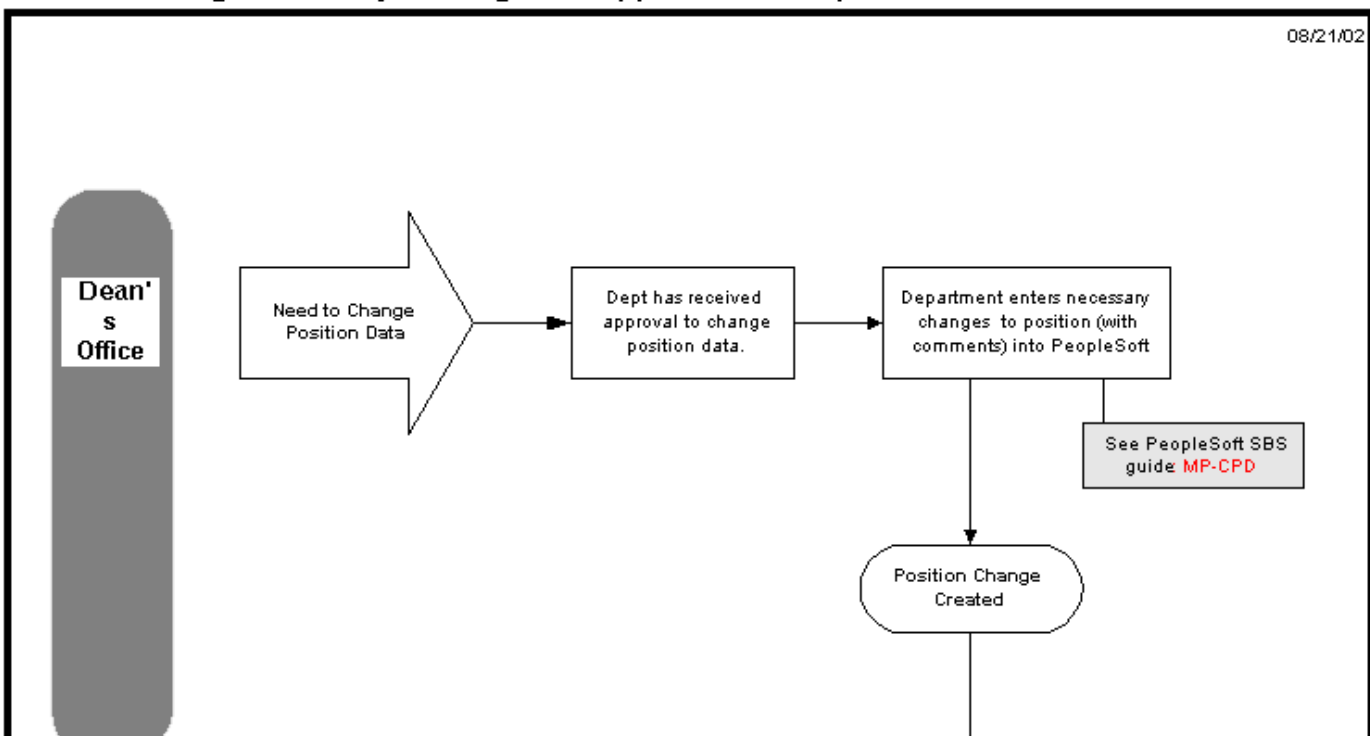 08/21/02
Dean'
s
Office
Need to Change
Position Data
Dept has received
approval to change
position data.
Department enters necessary
changes to position (with
comments) into PeopleSoft
See PeopleSoft SBS
guide: MP-CPD
Position Change
Created